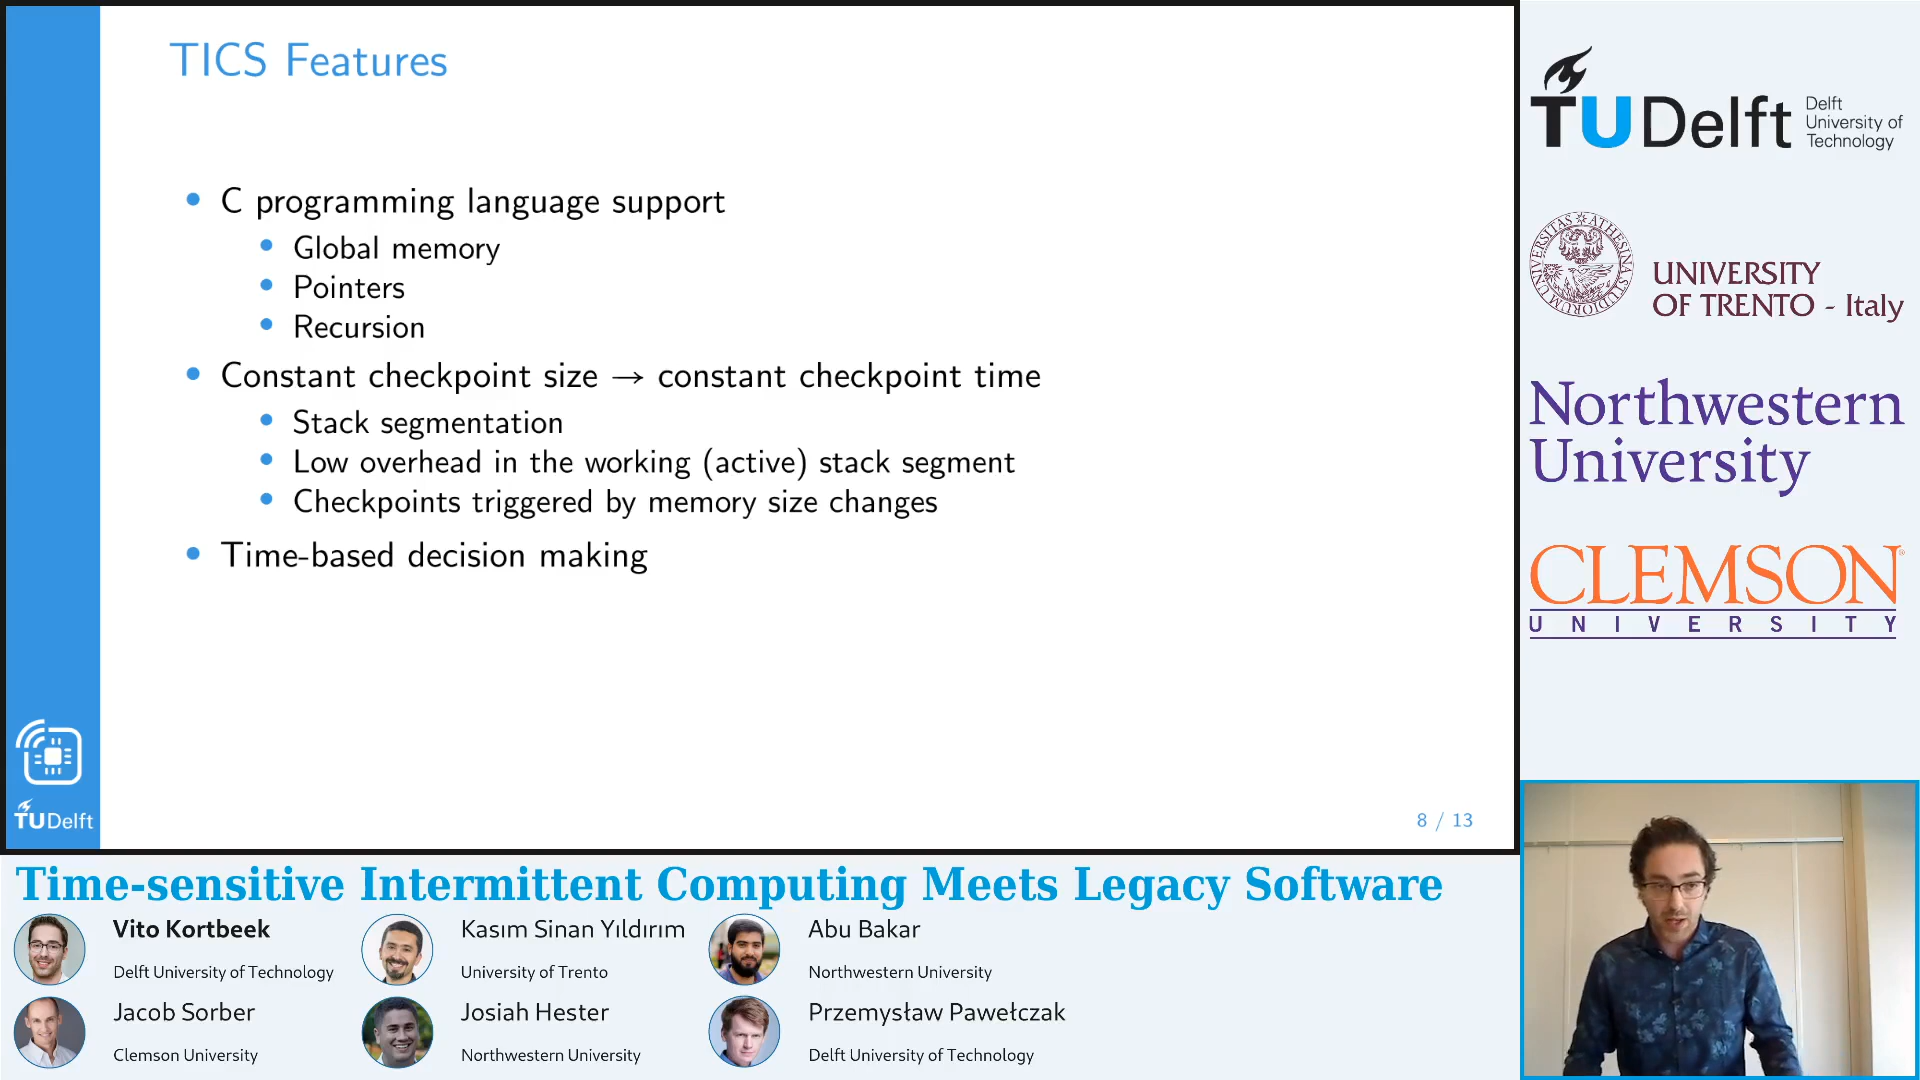 TICS Features
• C programming language support
• Global memory
• Pointers
• Recursion
• Constant checkpoint size → constant checkpoint time
• Stack segmentation
• Low overhead in the working (active) stack segment
• Checkpoints triggered by memory size changes
• Time-based decision making
TUDelft
8 / 13
TUDelft
Delft
University of
Technology
UNIVERSITY
OF TRENTO - Italy
Northwestern
University
CLEMSON®
UNIVERSITY
Time-sensitive Intermittent Computing Meets Legacy Software
Vito Kortbeek
Delft University of Technology
Kasım Sinan Yıldırım
University of Trento
Abu Bakar
Northwestern University
Jacob Sorber
Clemson University
Josiah Hester
Northwestern University
Przemysław Pawełczak
Delft University of Technology